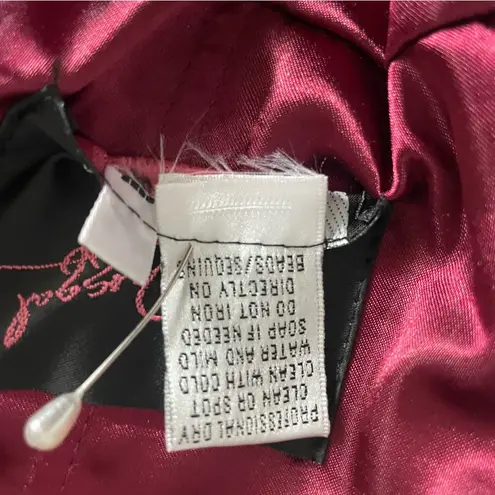 PROFESSIONAL DRY
CLEAN OR SPOT
CLEAN WITH COLD
WATER AND MILD
SOAP IF NEEDED
DO NOT IRON
DIRECTLY ON
BEADS/SEQUIN